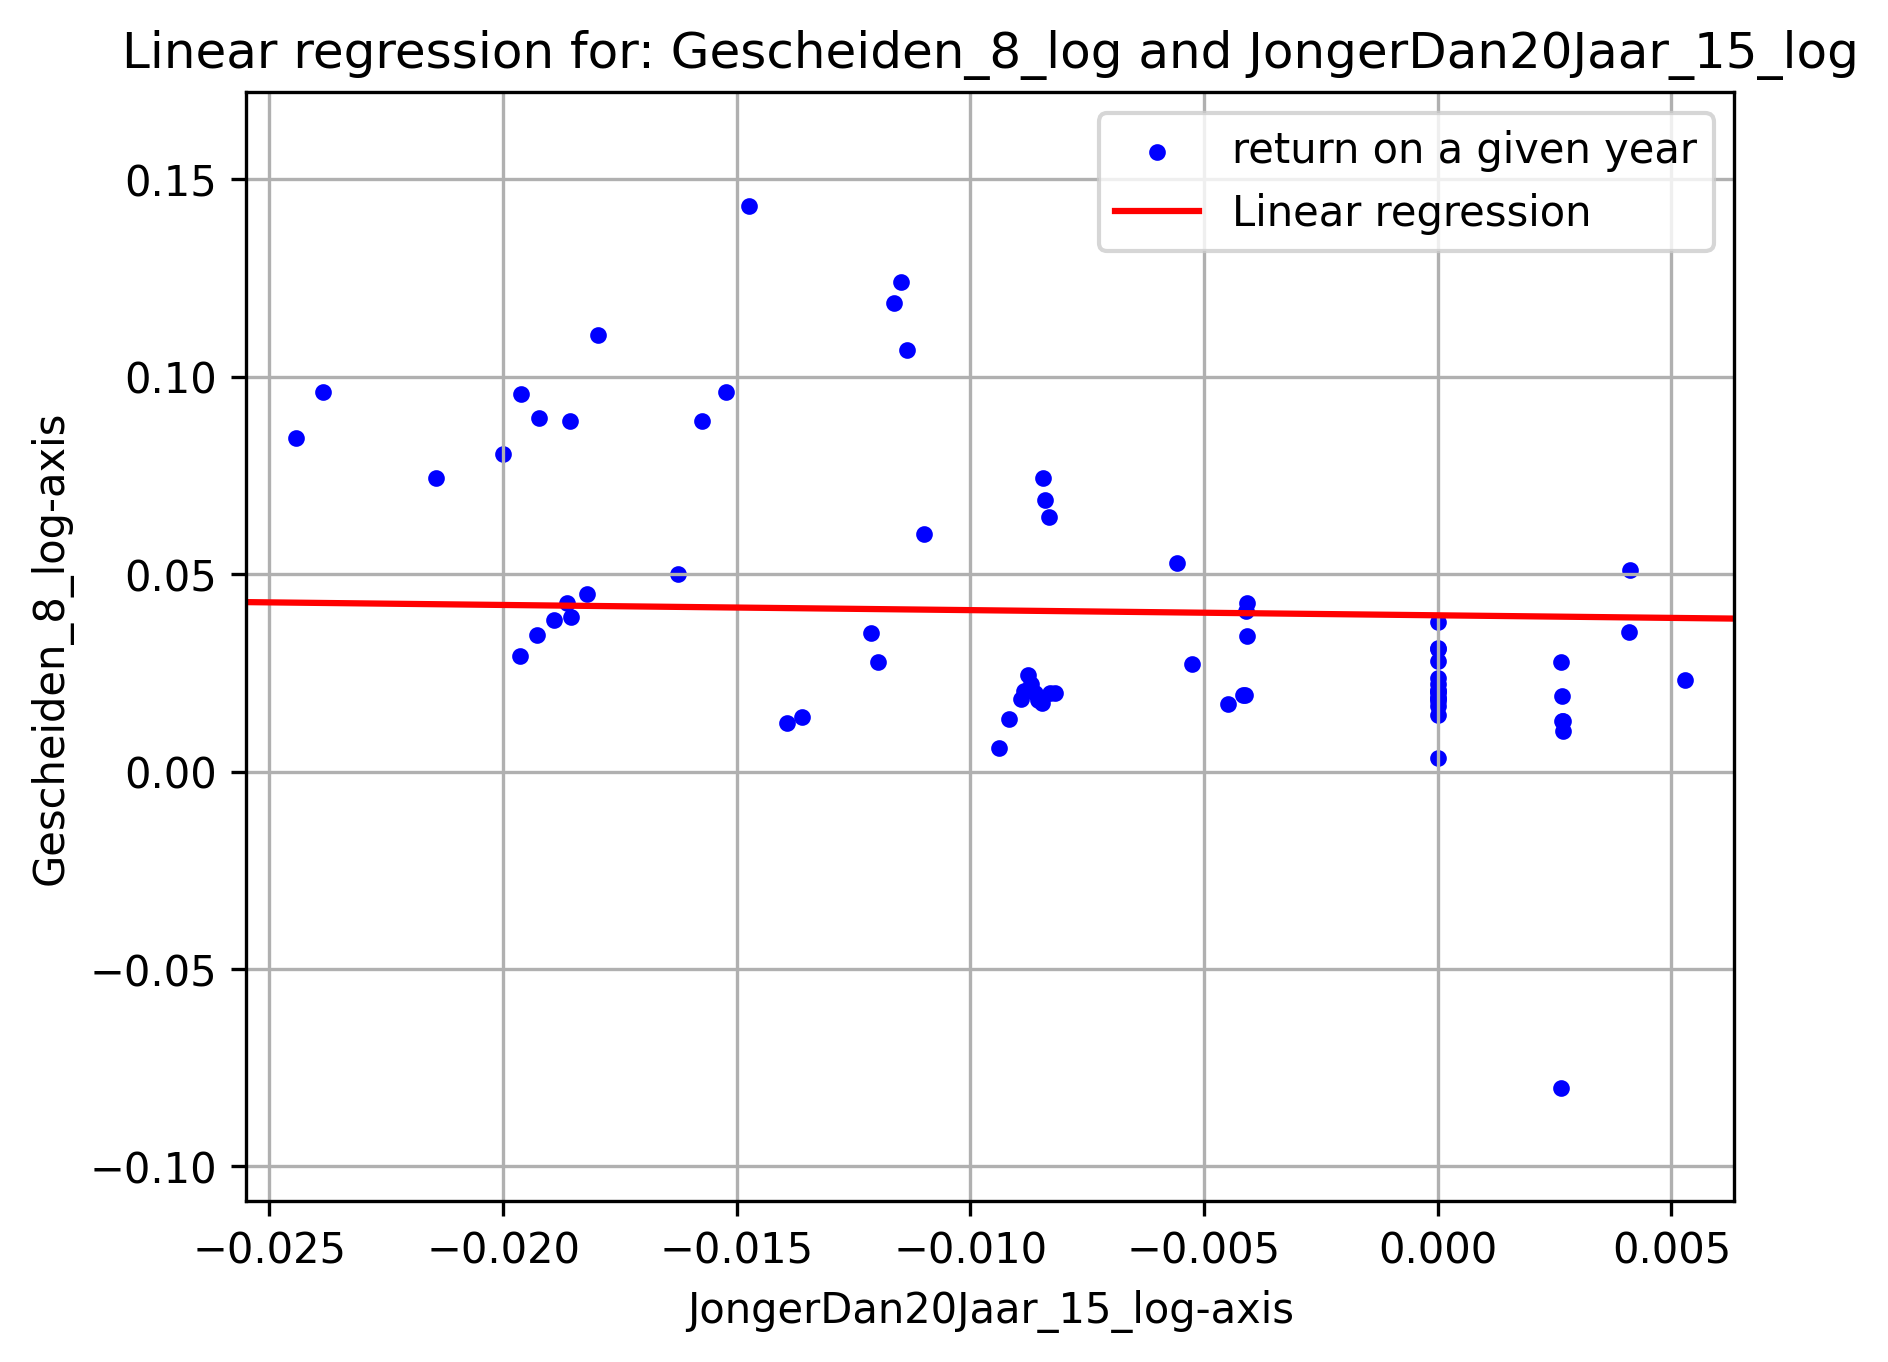 Linear regression for: Gescheiden_8_log and JongerDan20Jaar_15_log
return on a given year
Linear regression
0.15
0.10
0.05
0.00
−0.05
−0.10
Gescheiden_8_log-axis
−0.025 −0.020 −0.015 −0.010 −0.005 0.000 0.005
JongerDan20Jaar_15_log-axis